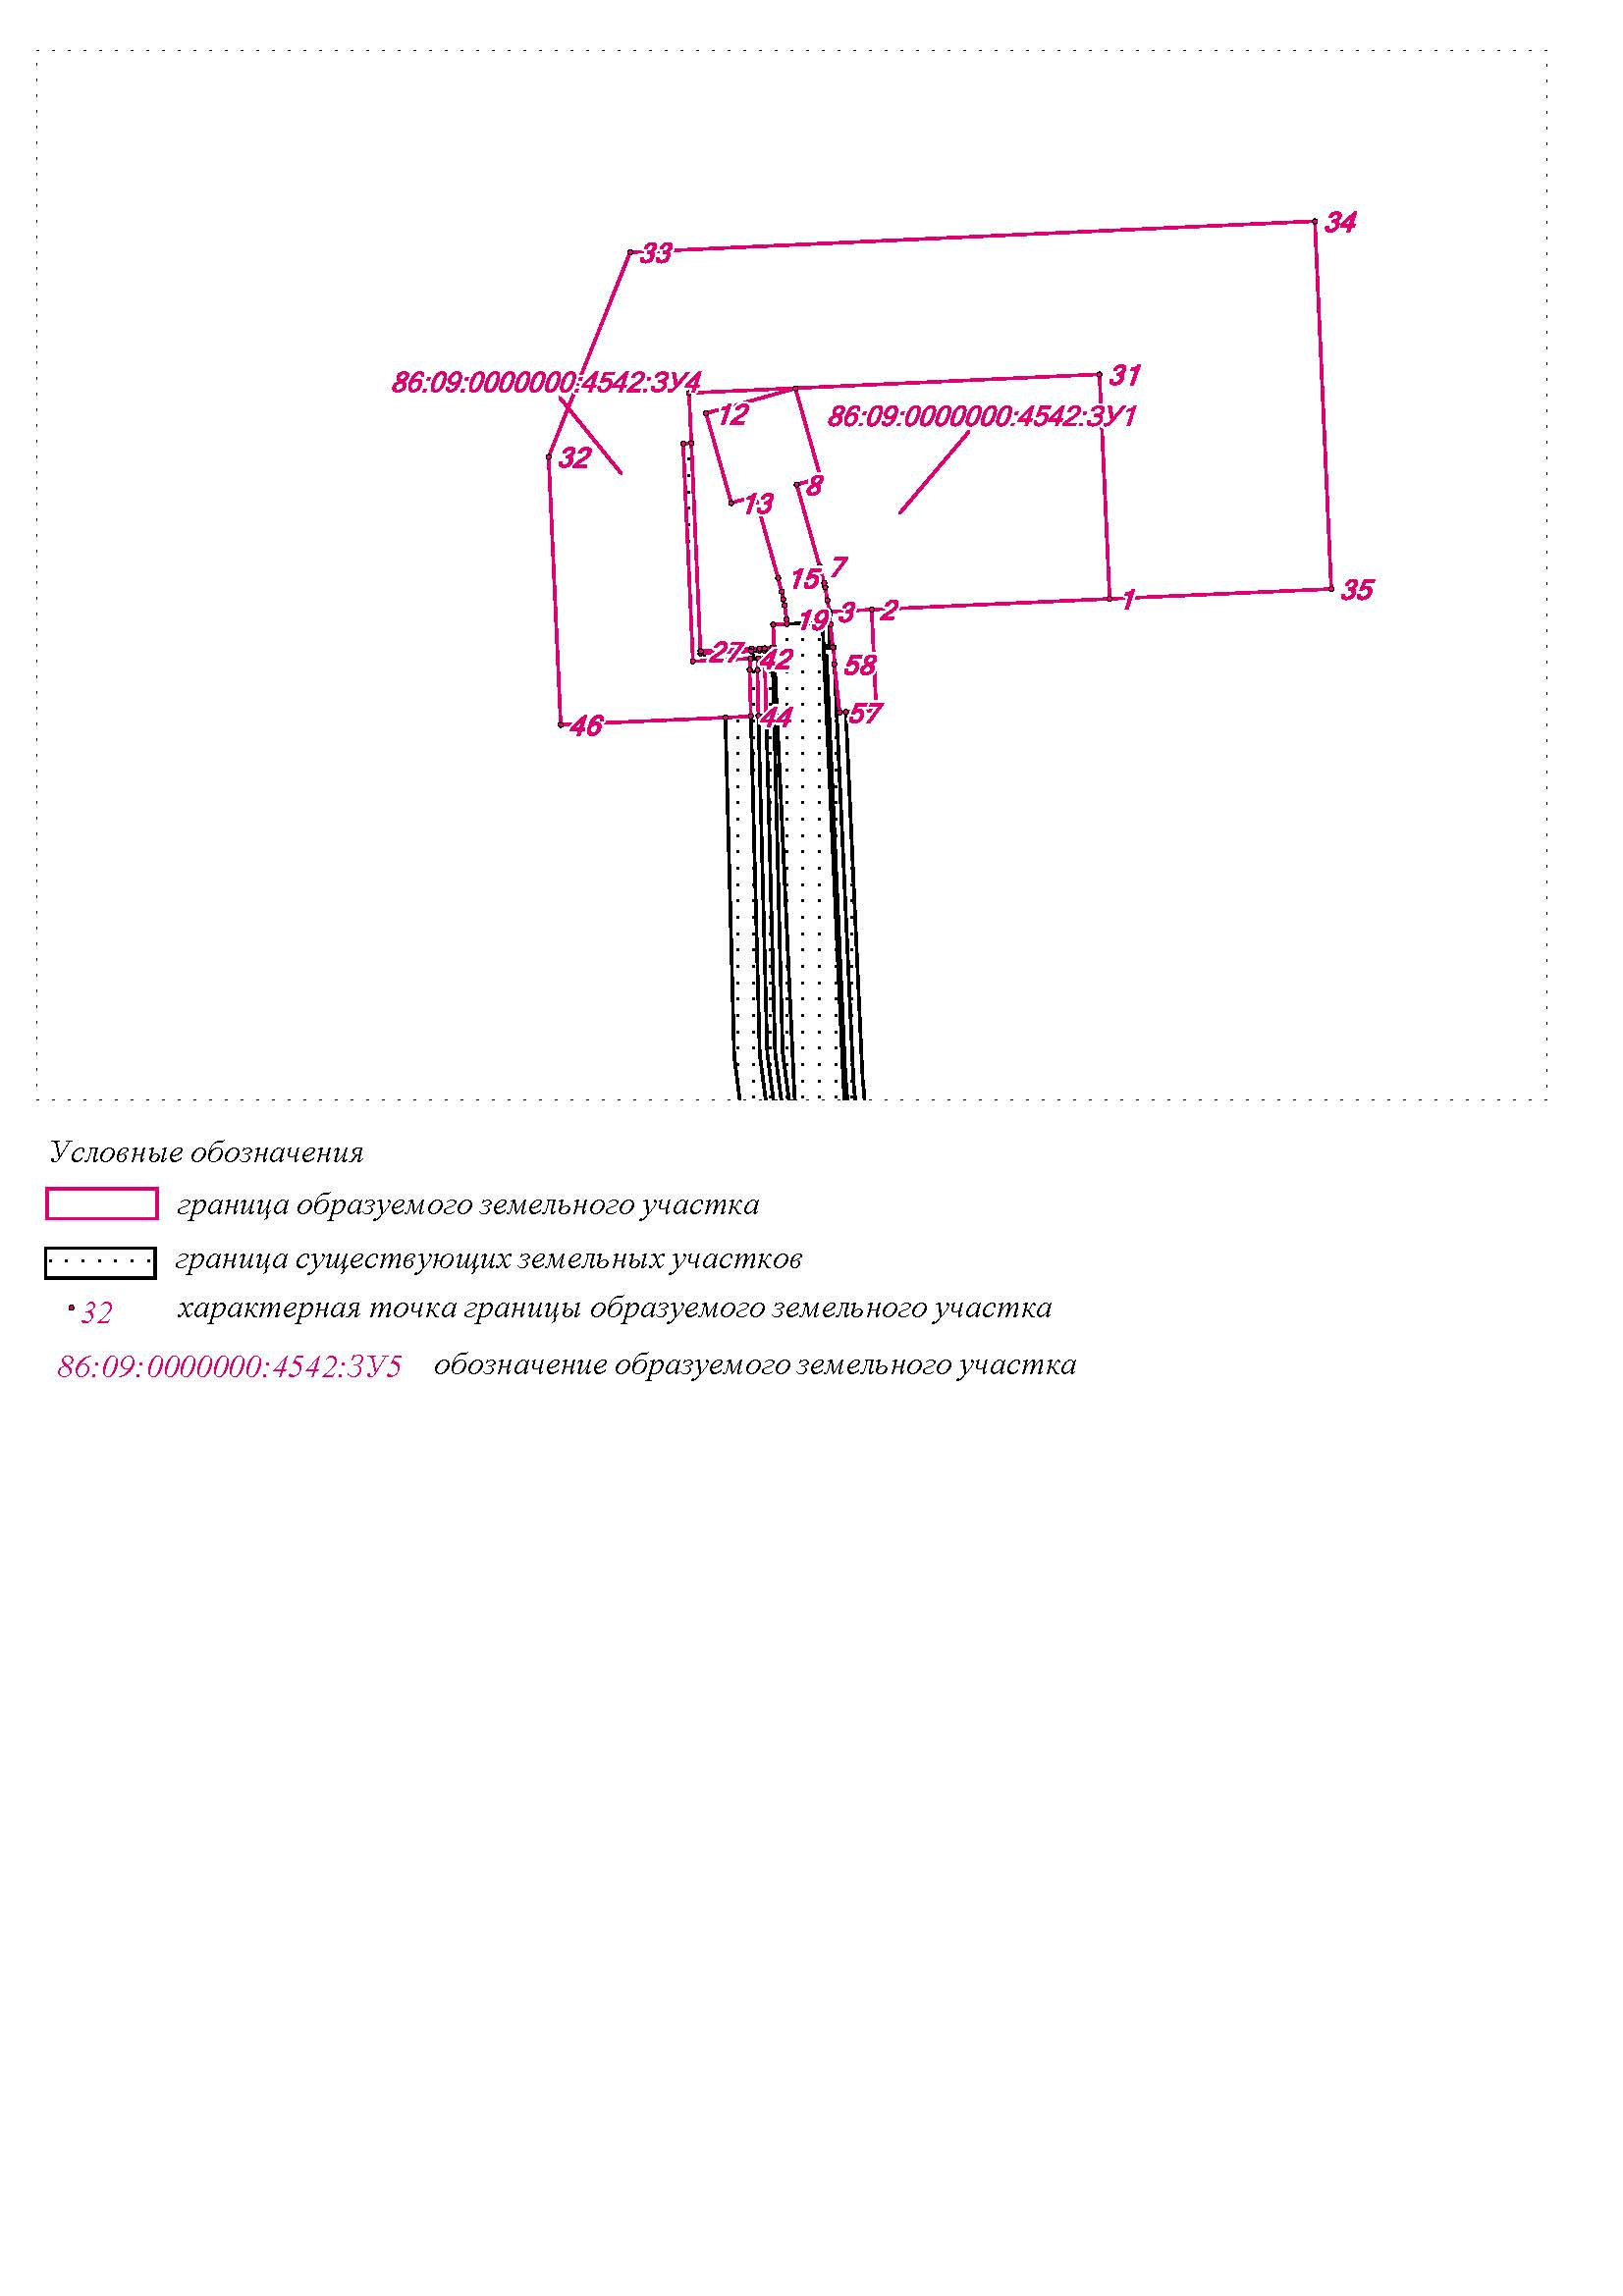 34
33
31
86:09:0000000:4542:ЗУ4
12
86:09:0000000:4542:ЗУ1
32
8
13
7
15
35
1
3
2
19
27
42
58
57
44
46
Условные обозначения
граница образуемого земельного участка
граница существующих земельных участков
32 характерная точка границы образуемого земельного участка
86:09:0000000:4542:ЗУ5 обозначение образуемого земельного участка